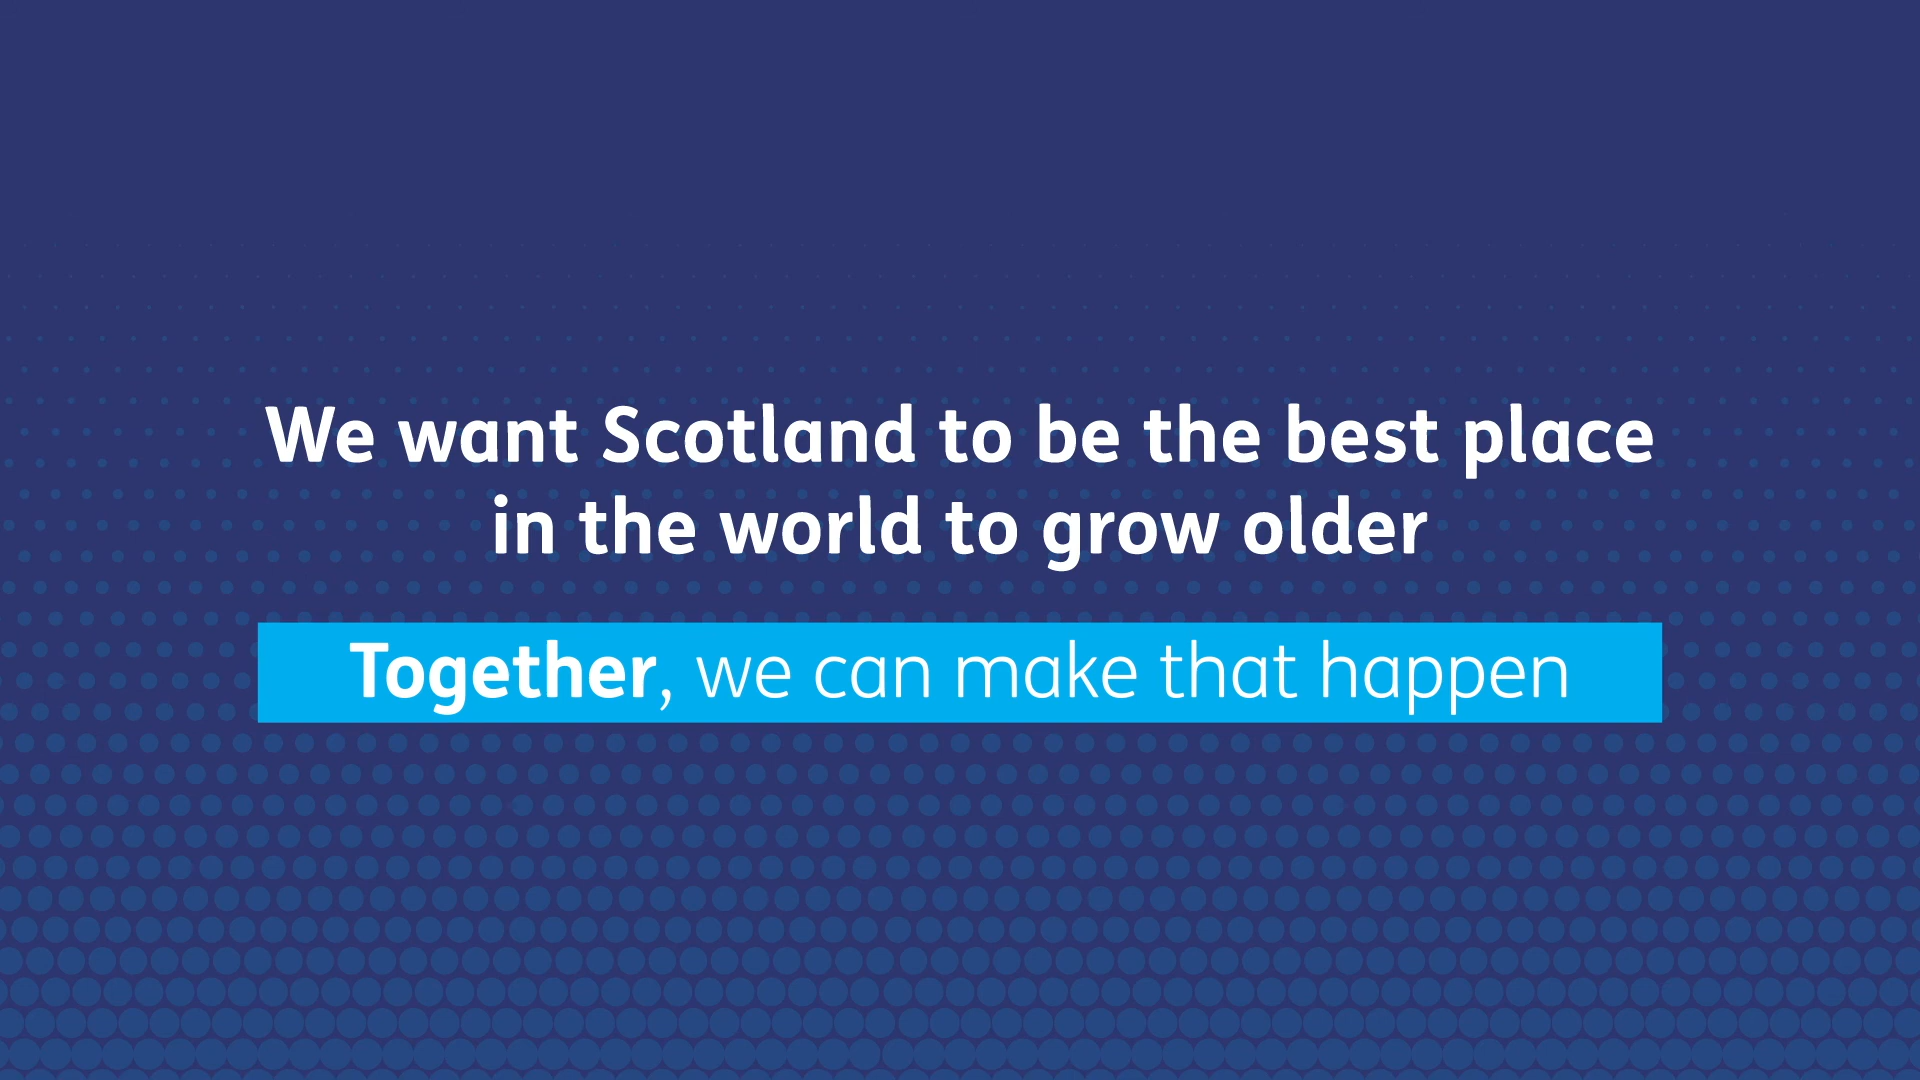 We want Scotland to be the best place
in the world to grow older
Together, we can make that happen